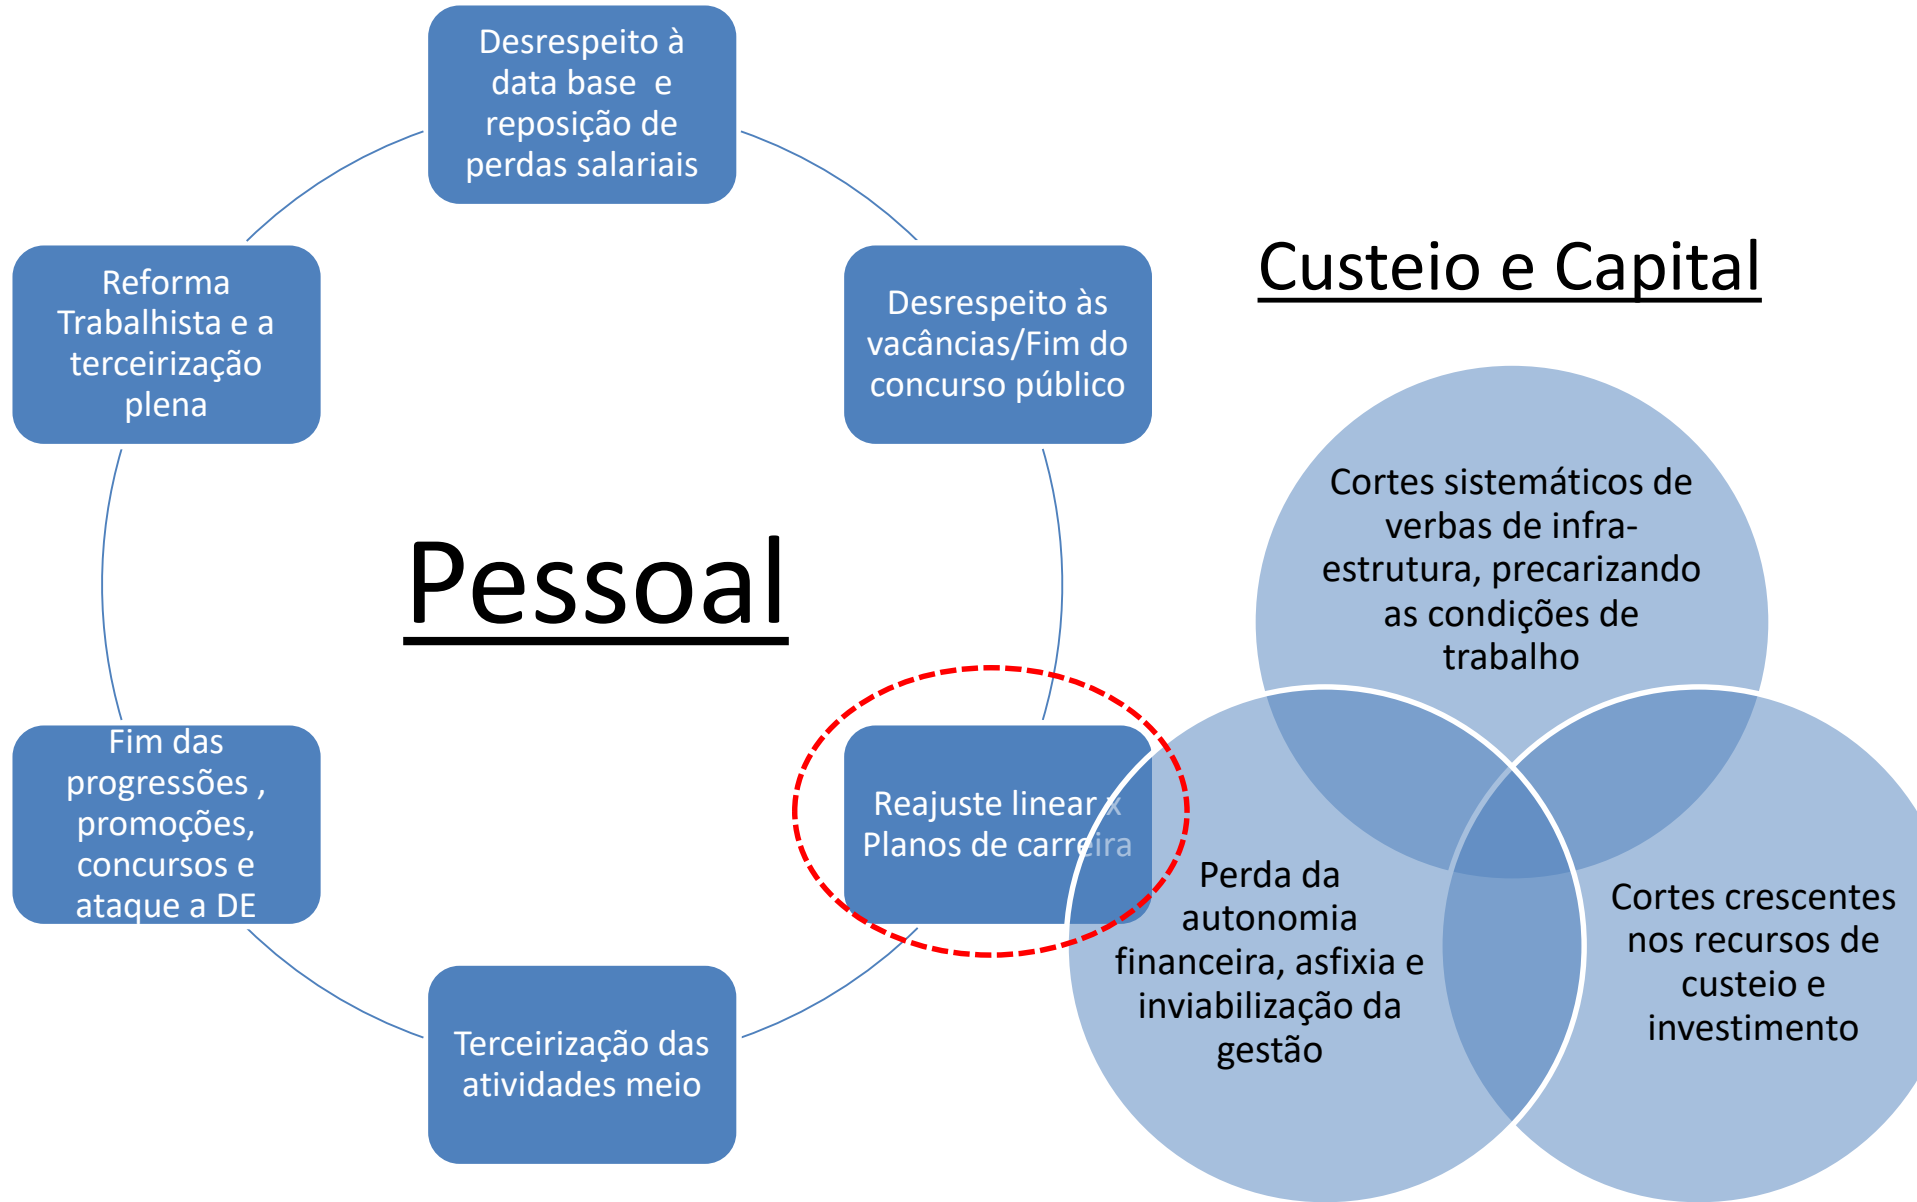 Desrespeito à
data base e
reposição de
perdas salariais
Desrespeito às
vacâncias/Fim do
concurso público
Reajuste linear x
Planos de carreira
Terceirização das
atividades meio
Fim das
progressões ,
promoções,
concursos e
ataque a DE
Reforma
Trabalhista e a
terceirização
plena
Pessoal
Custeio e Capital
Cortes sistemáticos de
verbas de infra-
estrutura, precarizando
as condições de
trabalho
Perda da
autonomia
financeira, asfixia e
inviabilização da
gestão
Cortes crescentes
nos recursos de
custeio e
investimento